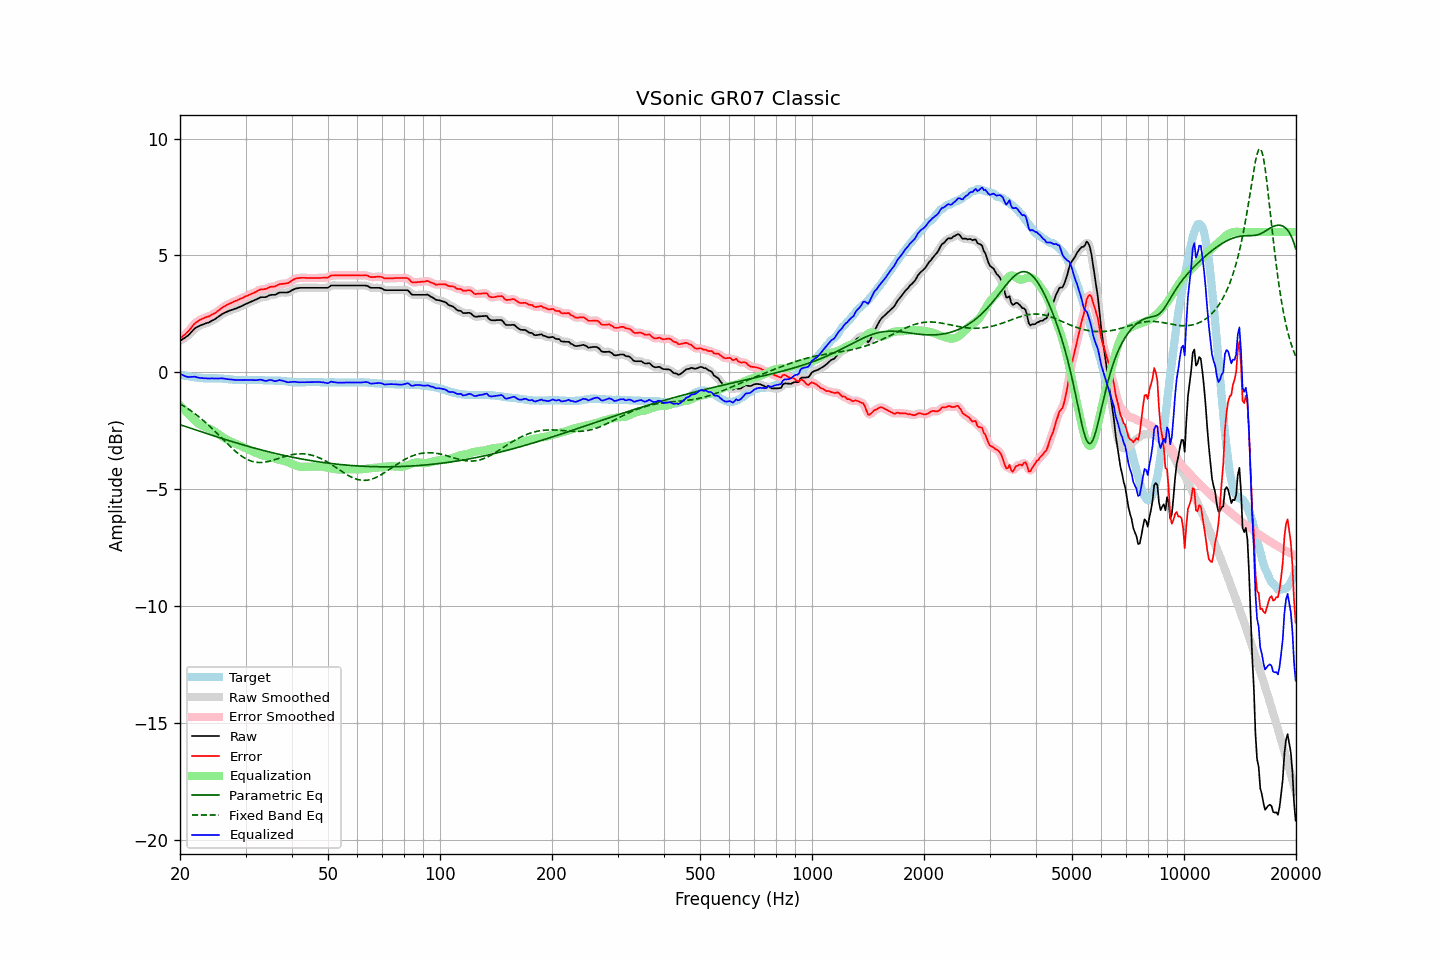 VSonic GR07 Classic
10
5
0
−5
−10
−15
−20
Amplitude (dBr)
20
50
100
200
500
1000
2000
5000
10000
20000
Frequency (Hz)
Target
Raw Smoothed
Error Smoothed
Raw
Error
Equalization
Parametric Eq
Fixed Band Eq
Equalized